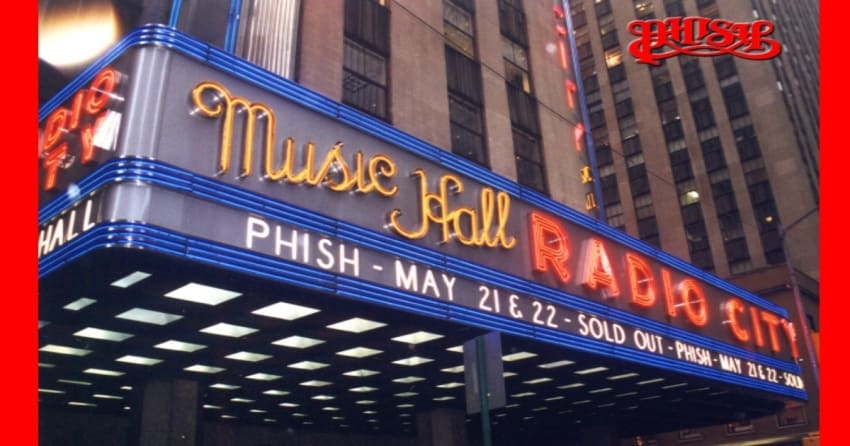 PHISH
RADIO
CITY
HALL
Music Hall RADIO CITY
PHISH - MAY 21 & 22 - SOLD OUT - PHISH - MAY 21 & 22 - SOLD